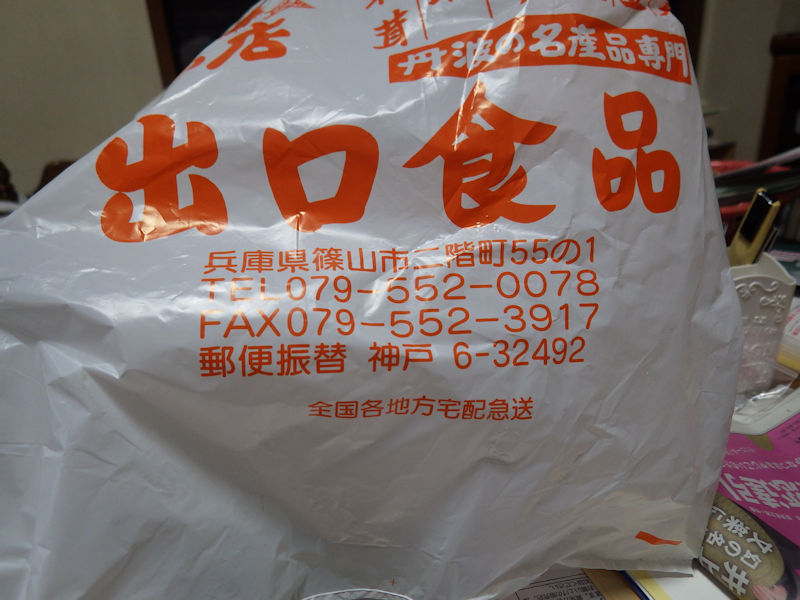 店
茸
丹波の名産品専門
出口食品
兵庫県篠山市二階町55の1
TEL079-552-0078
FAX079-552-3917
郵便振替 神戸 6-32492
全国各地方宅配急送